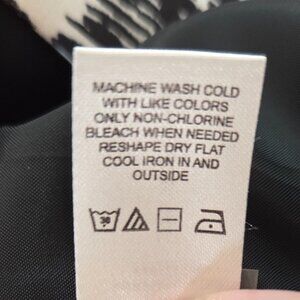 MACHINE WASH COLD
WITH LIKE COLORS
ONLY NON-CHLORINE
BLEACH WHEN NEEDED
RESHAPE DRY FLAT
COOL IRON IN AND
OUTSIDE
30